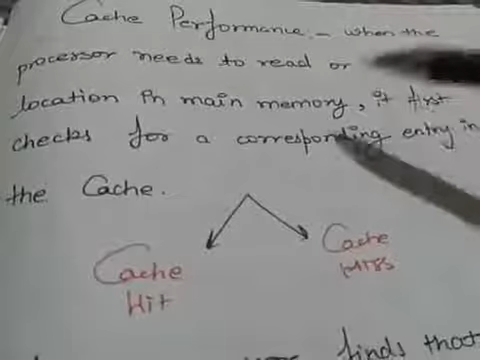 Cache Performance - when the
processor needs to read or
location in main memory, it first
checks for a corresponding entry in
the Cache.
Cache Hit
Cache Miss
finds that